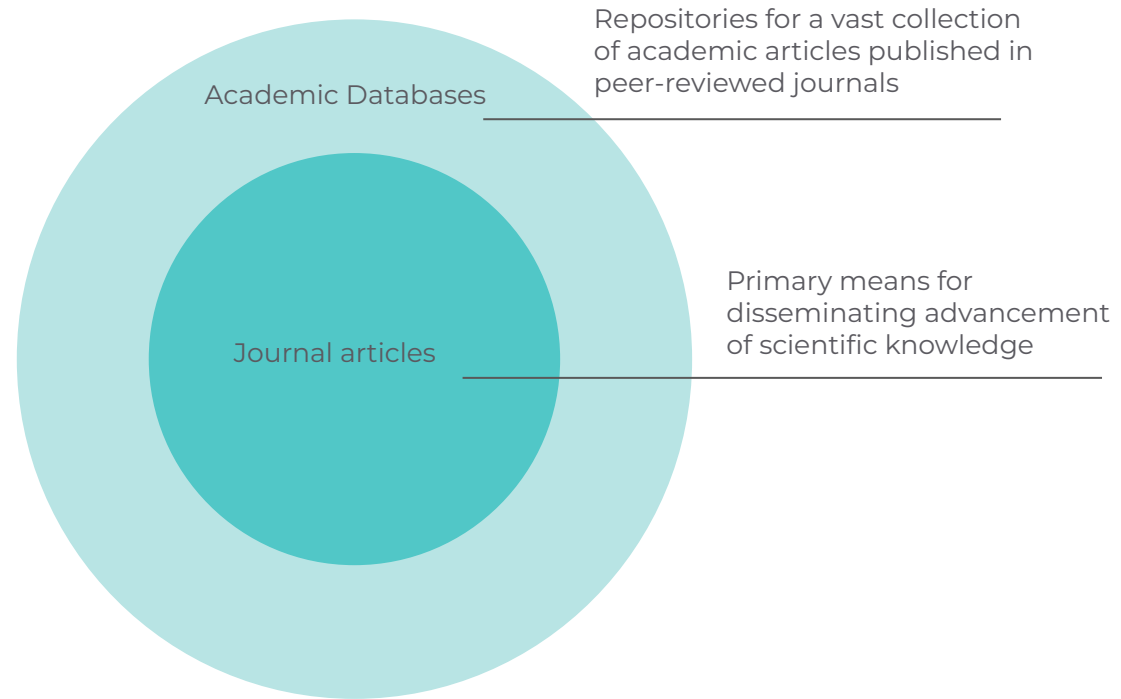 Repositories for a vast collection
of academic articles published in
peer-reviewed journals
Academic Databases
Primary means for
disseminating advancement
of scientific knowledge
Journal articles